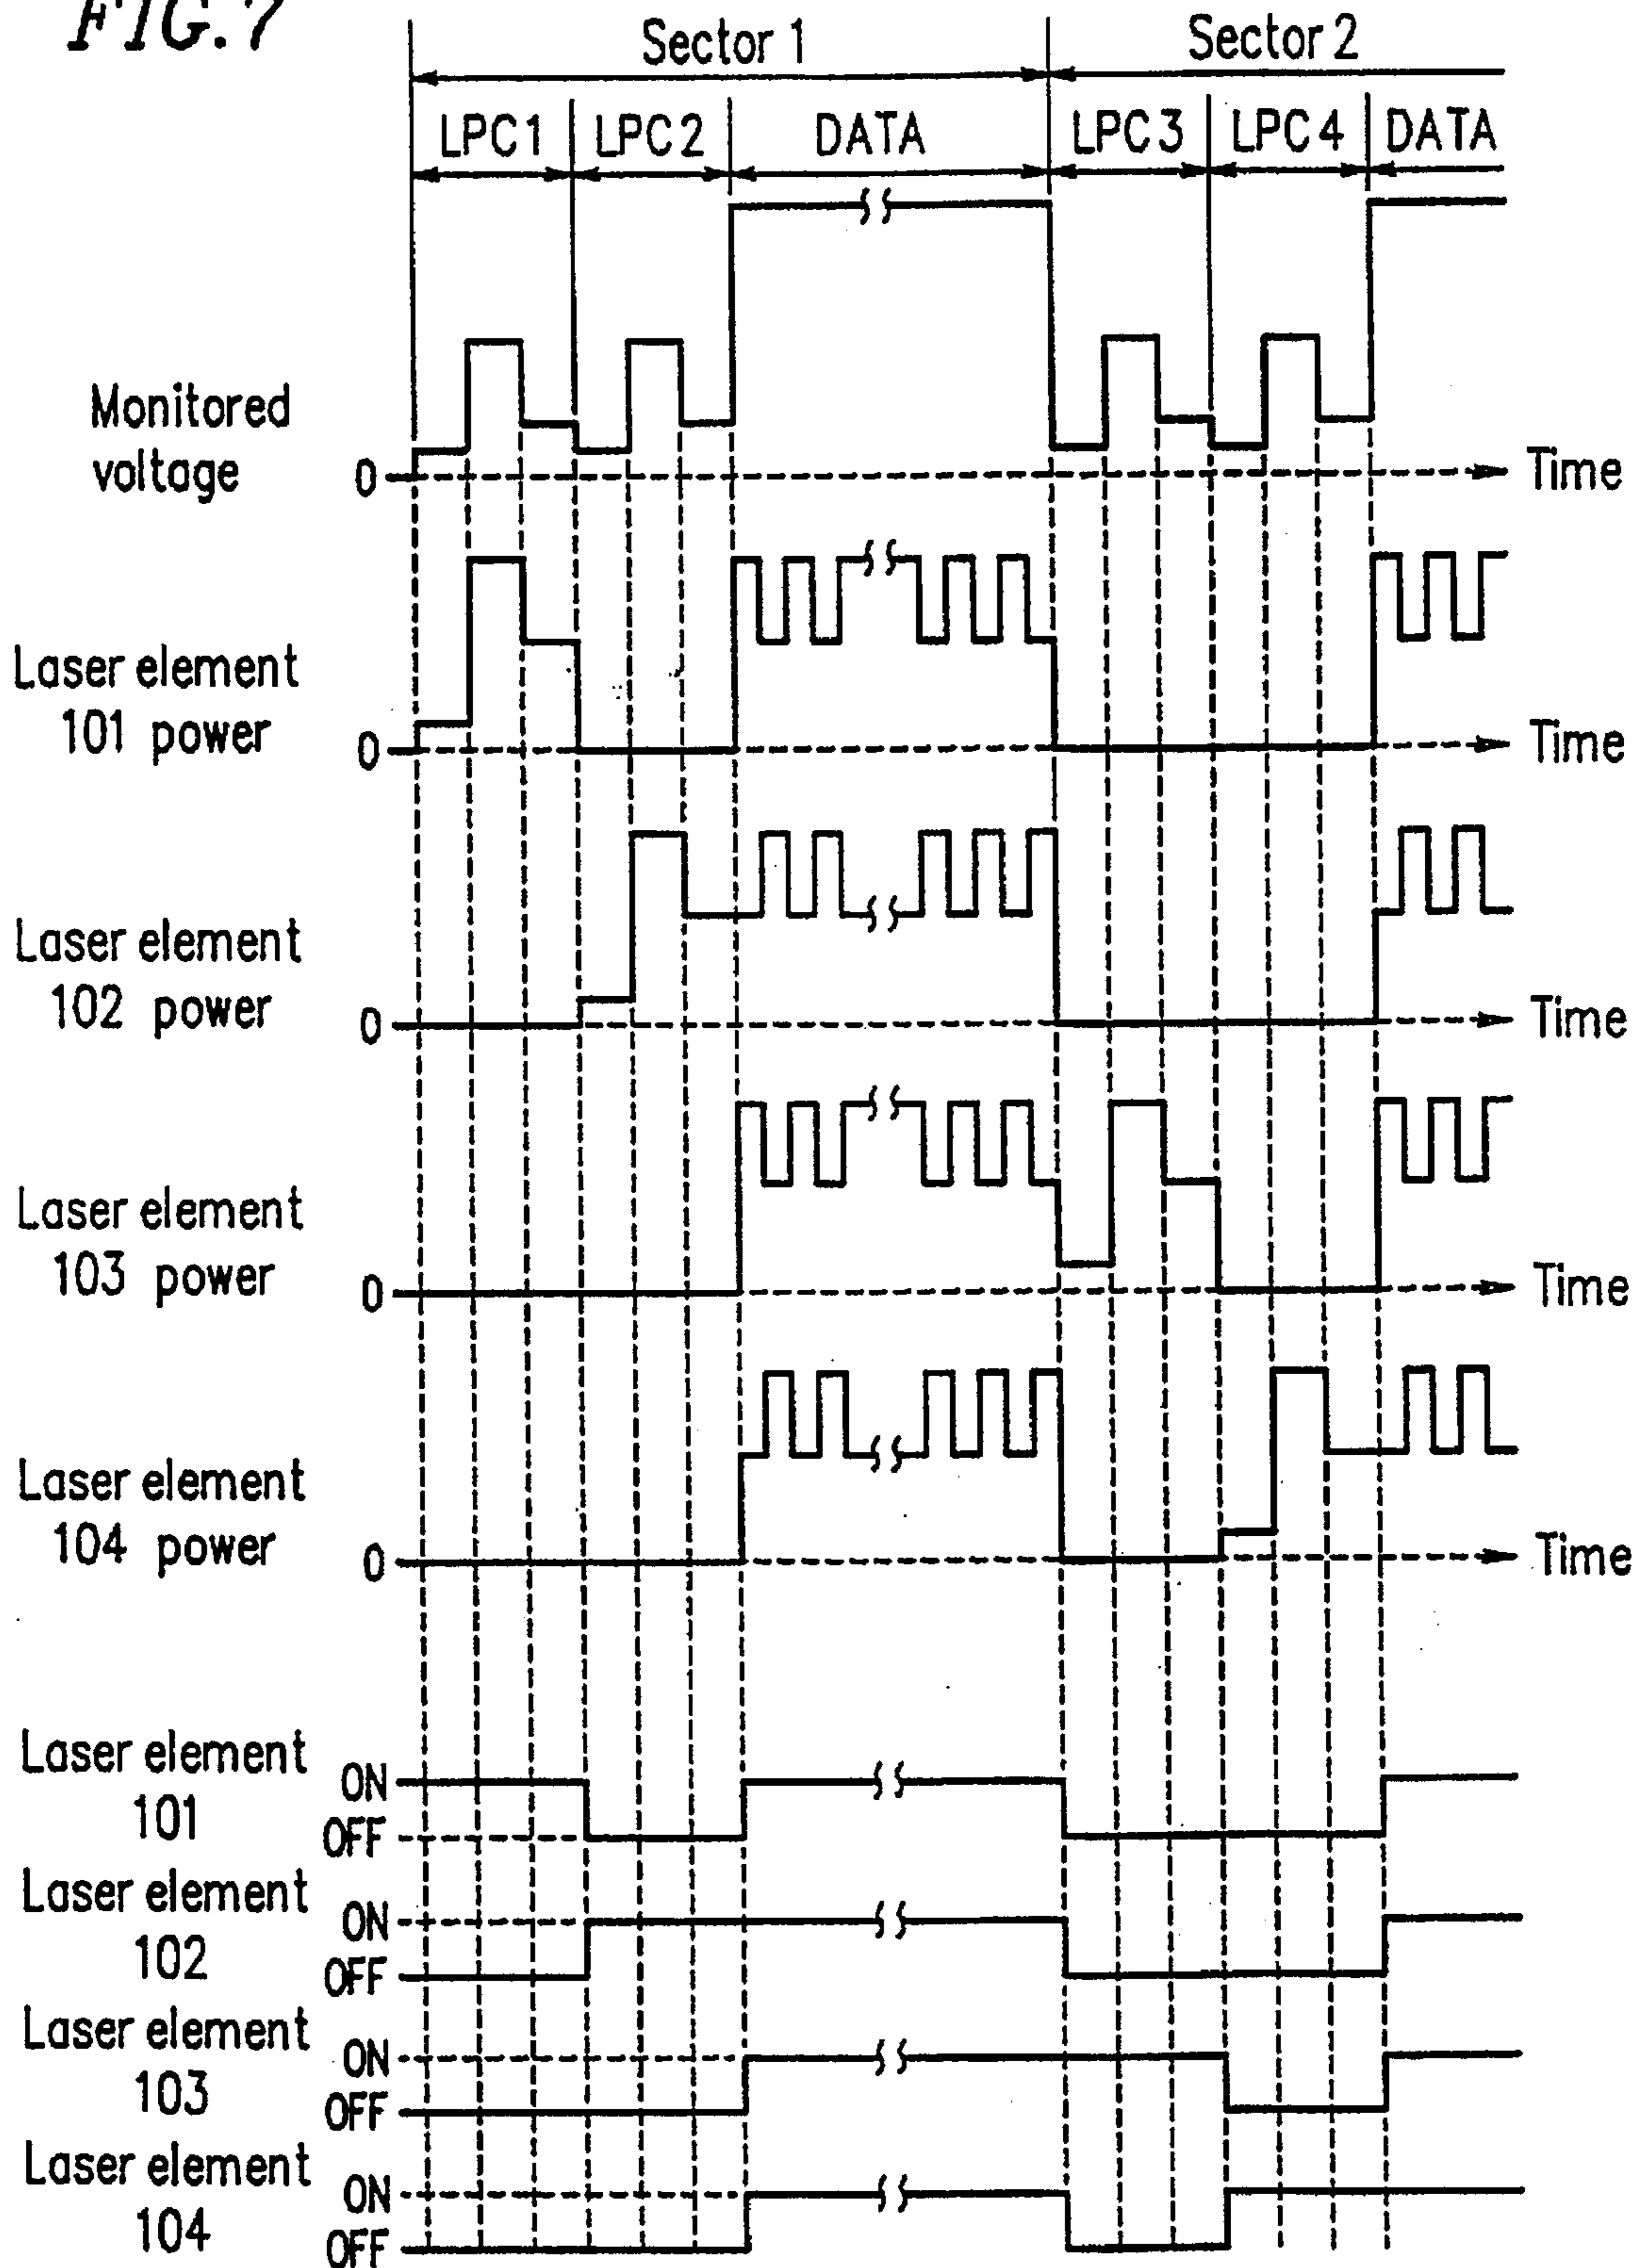 FIG. 7
Sector 1 Sector 2
LPC1 LPC2 DATA LPC3 LPC4 DATA
Monitored
voltage
0 Time
Laser element
101 power
0 Time
Laser element
102 power
0 Time
Laser element
103 power
0 Time
Laser element
104 power
0 Time
Laser element
101
ON
OFF
Laser element
102
ON
OFF
Laser element
103
ON
OFF
Laser element
104
ON
OFF